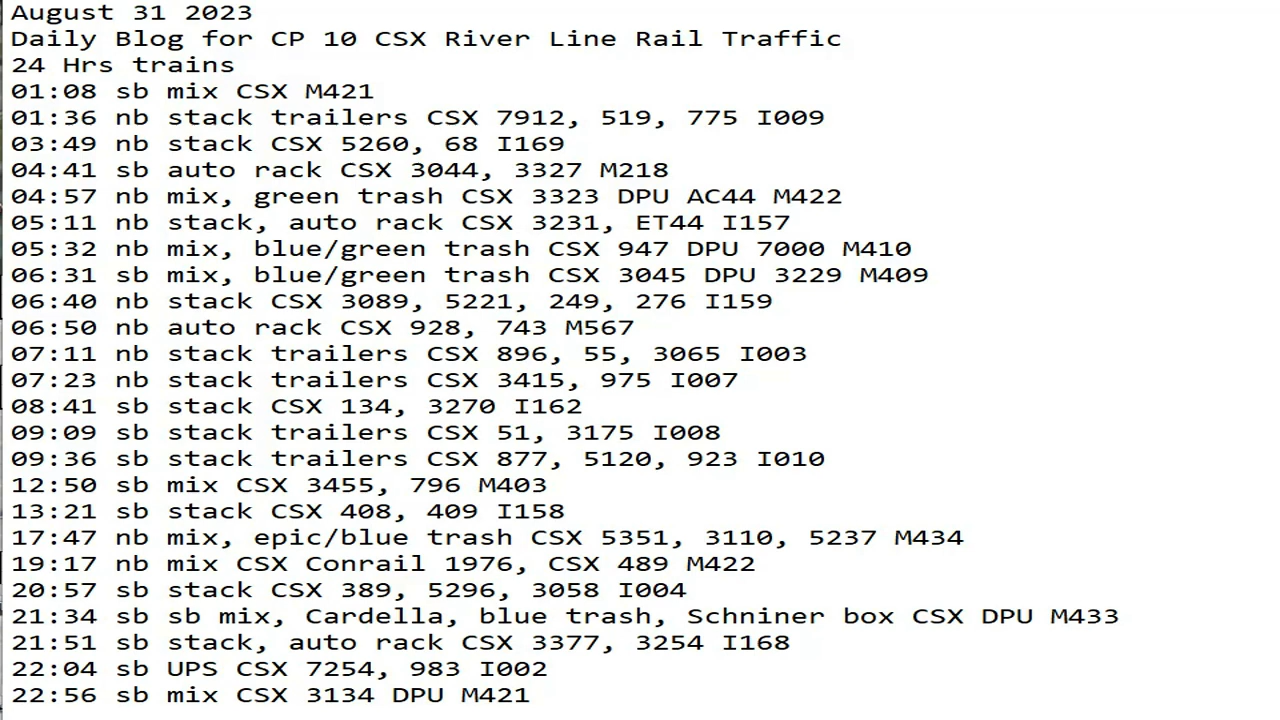 August 31 2023
Daily Blog for CP 10 CSX River Line Rail Traffic
24 Hrs trains
01:08 sb mix CSX M421
01:36 nb stack trailers CSX 7912, 519, 775 I009
03:49 nb stack CSX 5260, 68 I169
04:41 sb auto rack CSX 3044, 3327 M218
04:57 nb mix, green trash CSX 3323 DPU AC44 M422
05:11 nb stack, auto rack CSX 3231, ET44 I157
05:32 nb mix, blue/green trash CSX 947 DPU 7000 M410
06:31 sb mix, blue/green trash CSX 3045 DPU 3229 M409
06:40 nb stack CSX 3089, 5221, 249, 276 I159
06:50 nb auto rack CSX 928, 743 M567
07:11 nb stack trailers CSX 896, 55, 3065 I003
07:23 nb stack trailers CSX 3415, 975 I007
08:41 sb stack CSX 134, 3270 I162
09:09 sb stack trailers CSX 51, 3175 I008
09:36 sb stack trailers CSX 877, 5120, 923 I010
12:50 sb mix CSX 3455, 796 M403
13:21 sb stack CSX 408, 409 I158
17:47 nb mix, epic/blue trash CSX 5351, 3110, 5237 M434
19:17 nb mix CSX Conrail 1976, CSX 489 M422
20:57 sb stack CSX 389, 5296, 3058 I004
21:34 sb sb mix, Cardella, blue trash, Schniner box CSX DPU M433
21:51 sb stack, auto rack CSX 3377, 3254 I168
22:04 sb UPS CSX 7254, 983 I002
22:56 sb mix CSX 3134 DPU M421